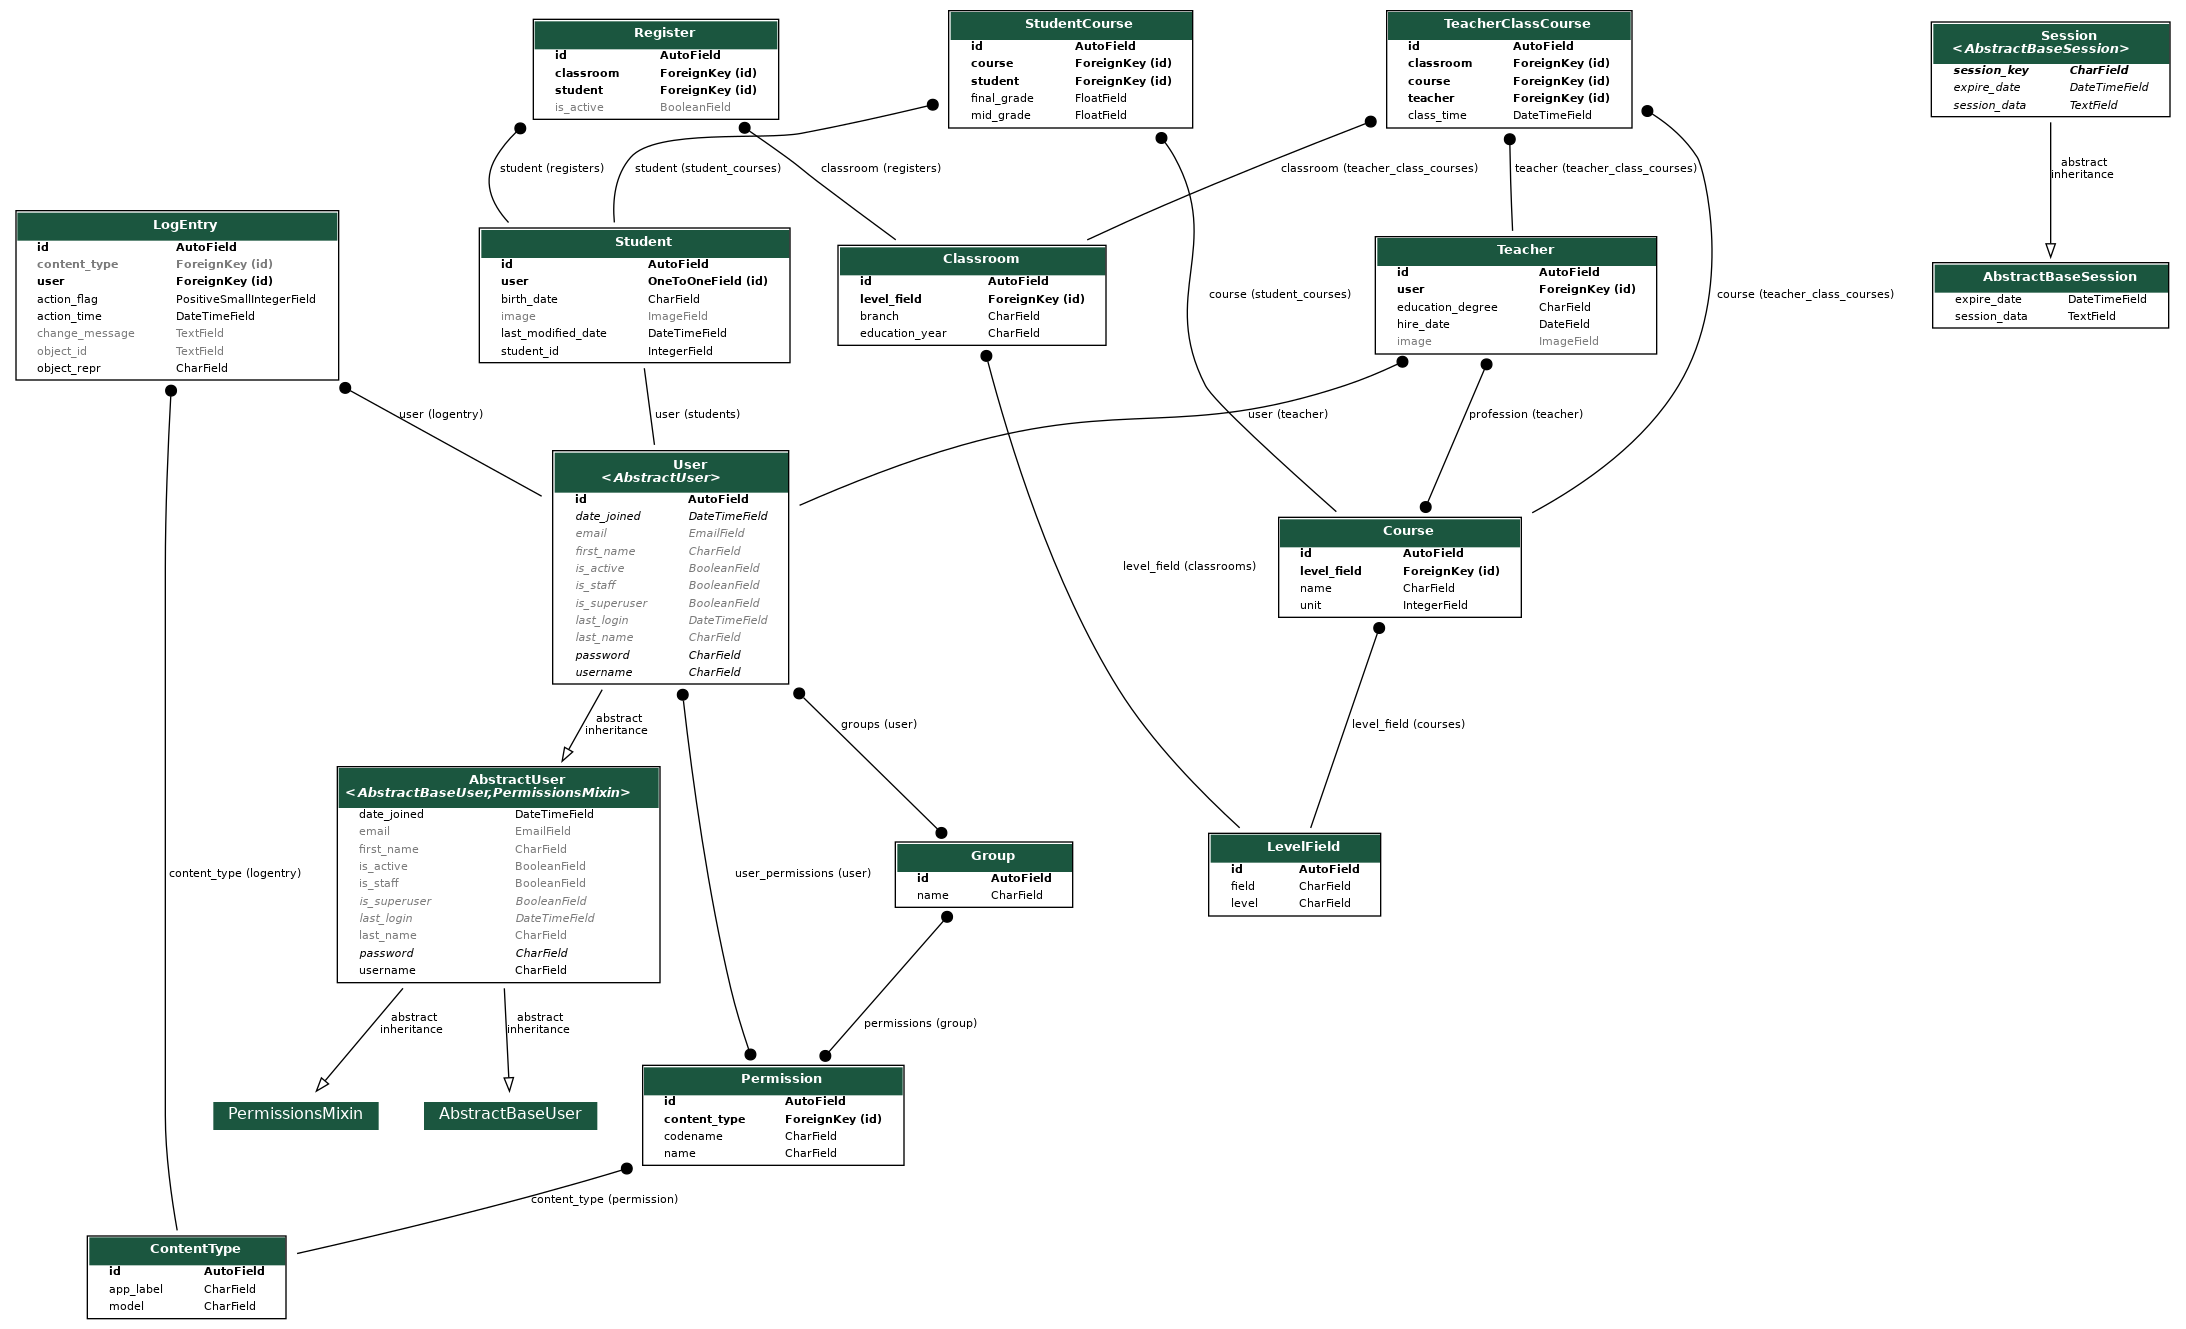 Register
id AutoField
classroom ForeignKey (id)
student ForeignKey (id)
is_active BooleanField
StudentCourse
id AutoField
course ForeignKey (id)
student ForeignKey (id)
final_grade FloatField
mid_grade FloatField
TeacherClassCourse
id AutoField
classroom ForeignKey (id)
course ForeignKey (id)
teacher ForeignKey (id)
class_time DateTimeField
Session
<AbstractBaseSession>
session_key CharField
expire_date DateTimeField
session_data TextField
student (registers)
student (student_courses)
classroom (registers)
classroom (teacher_class_courses)
teacher (teacher_class_courses)
abstract
inheritance
LogEntry
id AutoField
content_type ForeignKey (id)
user ForeignKey (id)
action_flag PositiveSmallIntegerField
action_time DateTimeField
change_message TextField
object_id TextField
object_repr CharField
Student
id AutoField
user OneToOneField (id)
birth_date CharField
image ImageField
last_modified_date DateTimeField
student_id IntegerField
Classroom
id AutoField
level_field ForeignKey (id)
branch CharField
education_year CharField
course (student_courses)
Teacher
id AutoField
user ForeignKey (id)
education_degree CharField
hire_date DateField
image ImageField
course (teacher_class_courses)
AbstractBaseSession
expire_date DateTimeField
session_data TextField
user (logentry)
user (students)
user (teacher)
profession (teacher)
User
<AbstractUser>
id AutoField
date_joined DateTimeField
email EmailField
first_name CharField
is_active BooleanField
is_staff BooleanField
is_superuser BooleanField
last_login DateTimeField
last_name CharField
password CharField
username CharField
level_field (classrooms)
Course
id AutoField
level_field ForeignKey (id)
name CharField
unit IntegerField
abstract
inheritance
groups (user)
level_field (courses)
AbstractUser
<AbstractBaseUser,PermissionsMixin>
date_joined DateTimeField
email EmailField
first_name CharField
is_active BooleanField
is_staff BooleanField
is_superuser BooleanField
last_login DateTimeField
last_name CharField
password CharField
username CharField
content_type (logentry)
user_permissions (user)
Group
id AutoField
name CharField
LevelField
id AutoField
field CharField
level CharField
abstract
inheritance
abstract
inheritance
permissions (group)
PermissionsMixin
AbstractBaseUser
Permission
id AutoField
content_type ForeignKey (id)
codename CharField
name CharField
content_type (permission)
ContentType
id AutoField
app_label CharField
model CharField